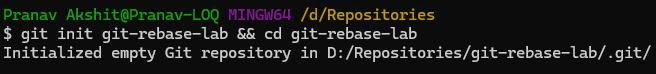 Pranav Akshit@Pranav-LOQ MINGW64 /d/Repositories
$ git init git-rebase-lab && cd git-rebase-lab
Initialized empty Git repository in D:/Repositories/git-rebase-lab/.git/